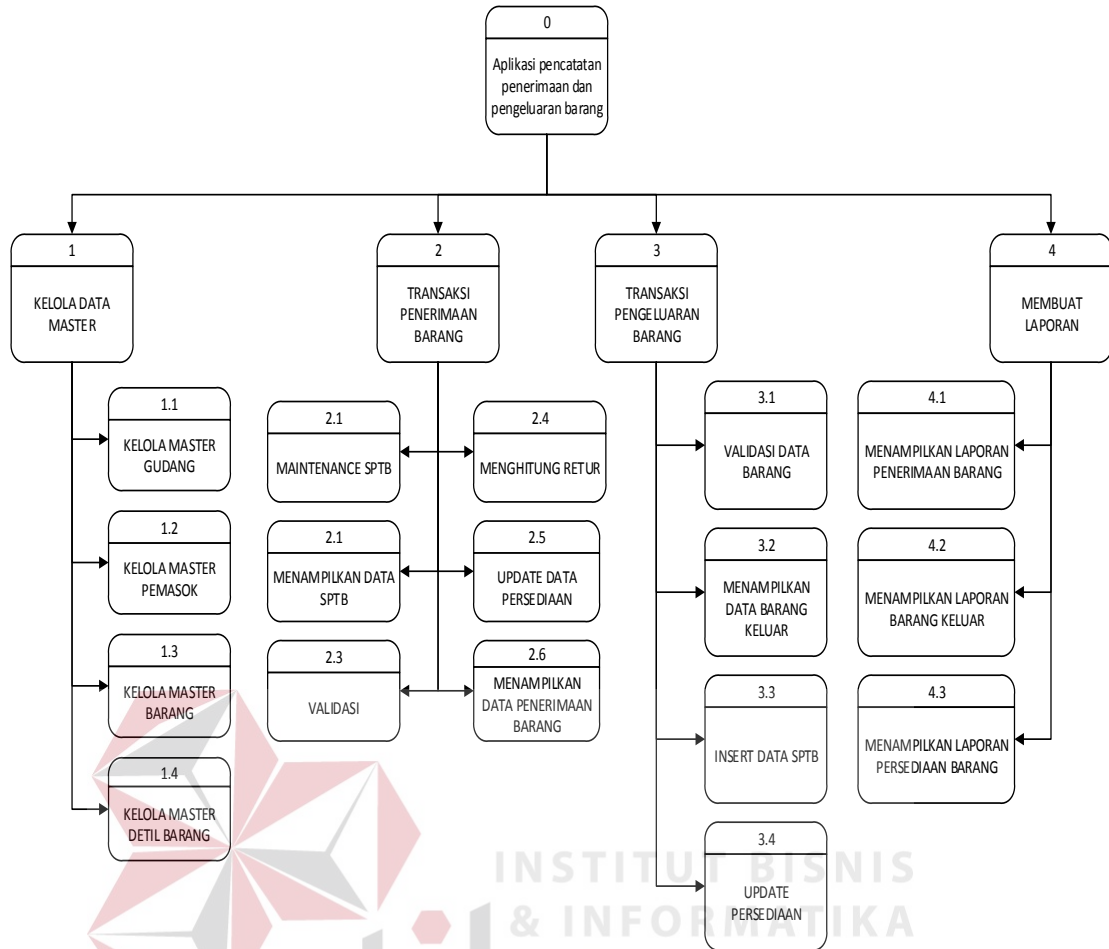 0
Aplikasi pencatatan
penerimaan dan
pengeluaran barang
1
KELOLA DATA
MASTER
2
TRANSAKSI
PENERIMAAN
BARANG
3
TRANSAKSI
PENGELUARAN
BARANG
4
MEMBUAT
LAPORAN
1.1
KELOLA MASTER
GUDANG
1.2
KELOLA MASTER
PEMASOK
1.3
KELOLA MASTER
BARANG
1.4
KELOLA MASTER
DETIL BARANG
2.1
MAINTENANCE SPTB
2.1
MENAMPILKAN DATA
SPTB
2.3
VALIDASI
2.4
MENGHITUNG RETUR
2.5
UPDATE DATA
PERSEDIAAN
2.6
MENAMPILKAN
DATA PENERIMAAN
BARANG
3.1
VALIDASI DATA
BARANG
3.2
MENAMPILKAN
DATA BARANG
KELUAR
3.3
INSERT DATA SPTB
3.4
UPDATE
PERSEDIAAN
4.1
MENAMPILKAN LAPORAN
PENERIMAAN BARANG
4.2
MENAMPILKAN LAPORAN
BARANG KELUAR
4.3
MENAMPILKAN LAPORAN
PERSEDIAAN BARANG
INSTITUT BISNIS
& INFORMATIKA